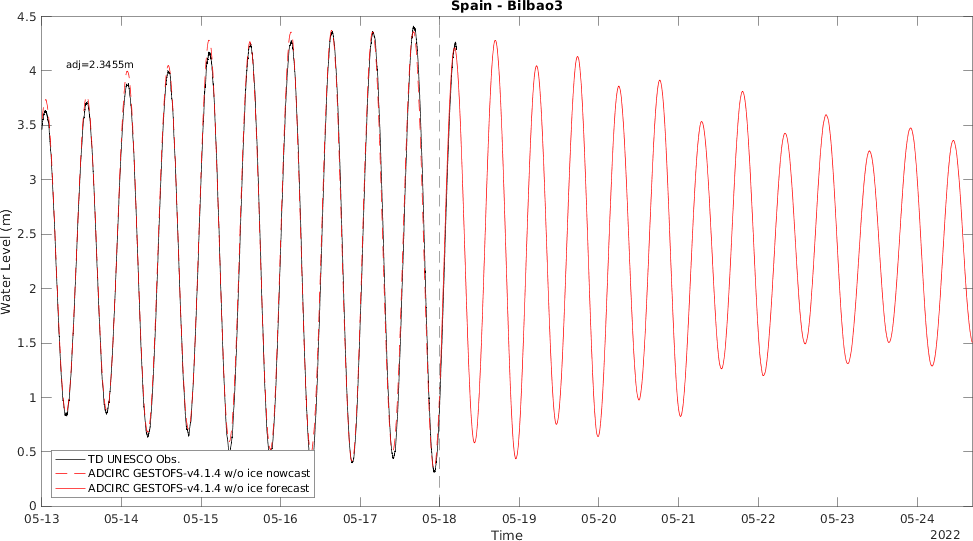 Spain - Bilbao3
4.5
4
3.5
3
2.5
2
1.5
1
0.5
0
adj=2.3455m
Water Level (m)
TD UNESCO Obs.
ADCIRC GESTOFS-v4.1.4 w/o ice nowcast
ADCIRC GESTOFS-v4.1.4 w/o ice forecast
05-13 05-14 05-15 05-16 05-17 05-18 05-19 05-20 05-21 05-22 05-23 05-24
Time
2022